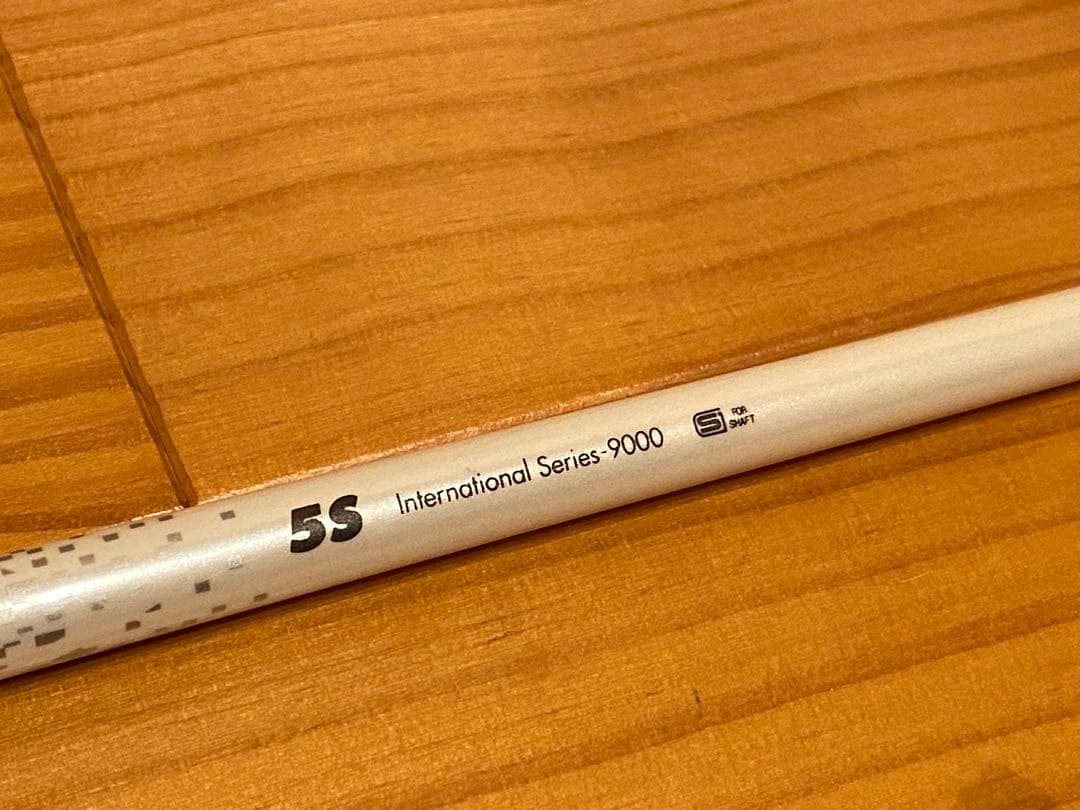 5S International Series-9000
FOR
SHAFT